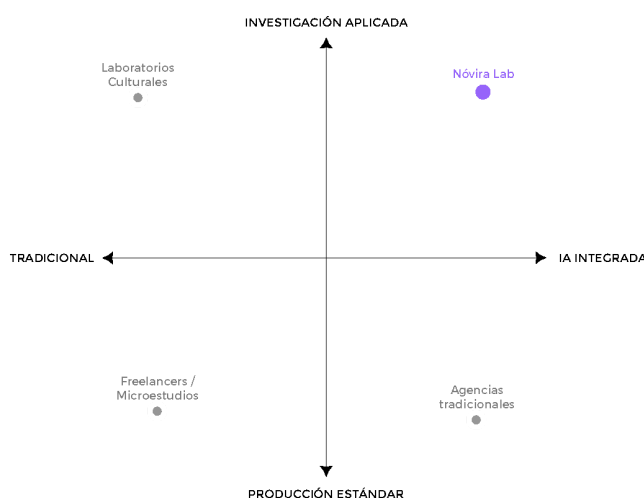 INVESTIGACIÓN APLICADA
Laboratorios
Culturales
Nóvira Lab
TRADICIONAL
IA INTEGRADA
Freelancers /
Microestudios
Agencias
tradicionales
PRODUCCIÓN ESTÁNDAR